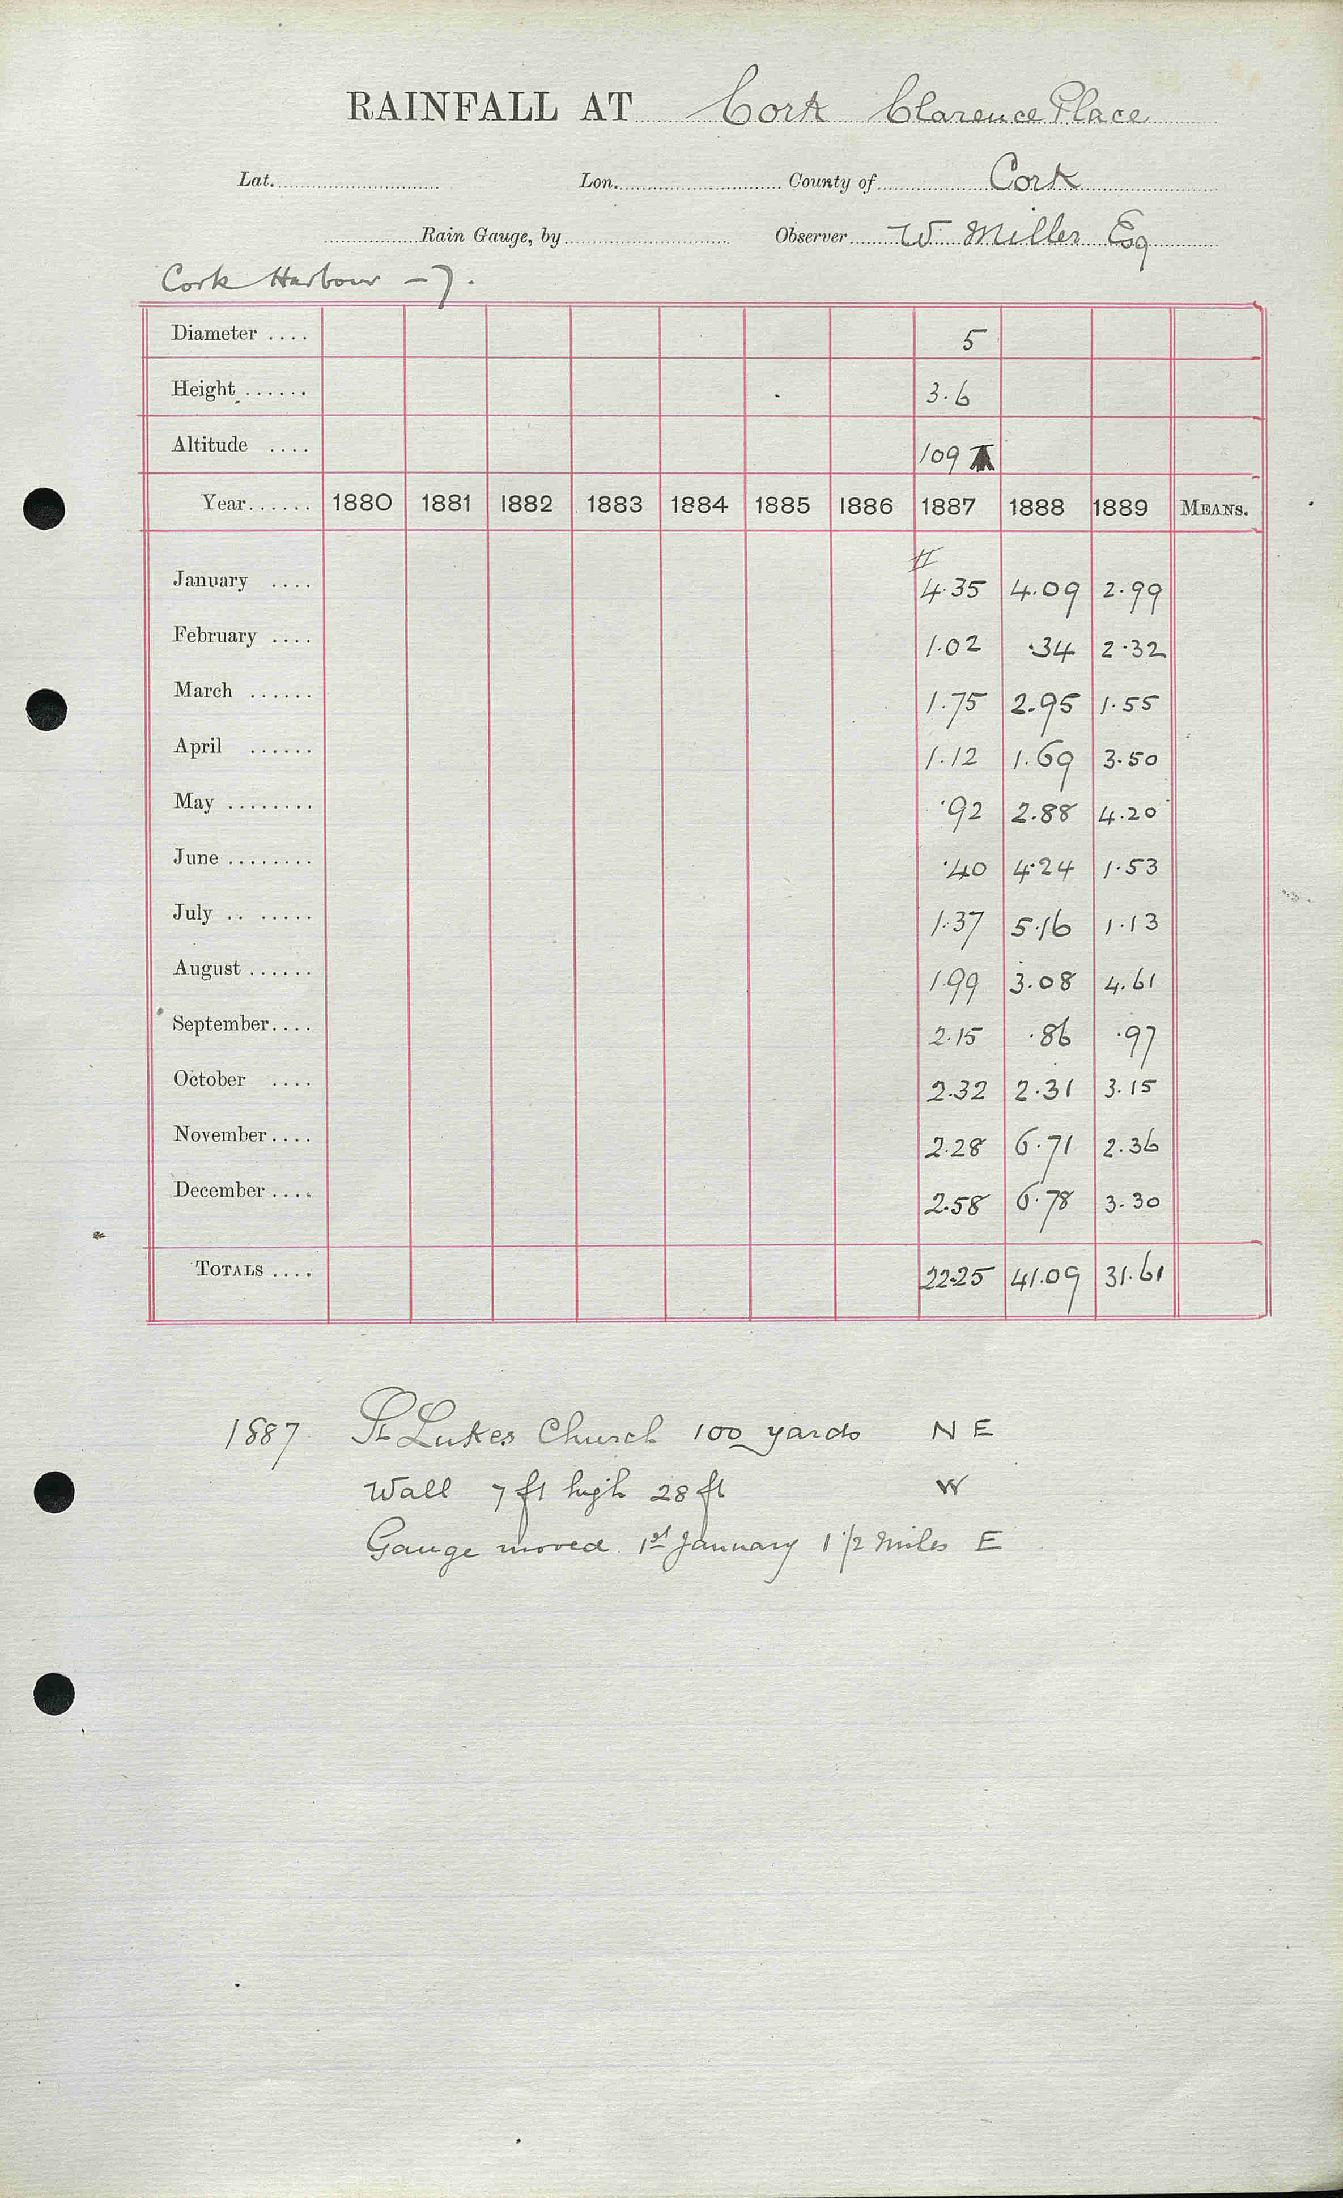 RAINFALL AT Cork Clarence Place
Lat. Lon. County of Cork
Rain Gauge, by Observer W Miller Esq
Cork Harbour - 7.
Diameter .... 5
Height ...... 3.6
Altitude .... 109
Year...... 1880 1881 1882 1883 1884 1885 1886 1887 1888 1889 MEANS.
January .... 4.35 4.09 2.99
February .... 1.02 .34 2.32
March ...... 1.75 2.95 1.55
April ...... 1.12 1.69 3.50
May ........ .92 2.88 4.20
June ........ .40 4.24 1.53
July .. ..... 1.37 5.16 1.13
August ...... 1.99 3.08 4.61
September.... 2.15 .86 .97
October .... 2.32 2.31 3.15
November.... 2.28 6.71 2.36
December.... 2.58 6.78 3.30
TOTALS .... 22.25 41.09 31.61
1887 St Lukes Church 100 yards N E
Wall 7 ft high 28 ft W
Gauge moved 1st January 1 1/2 miles E